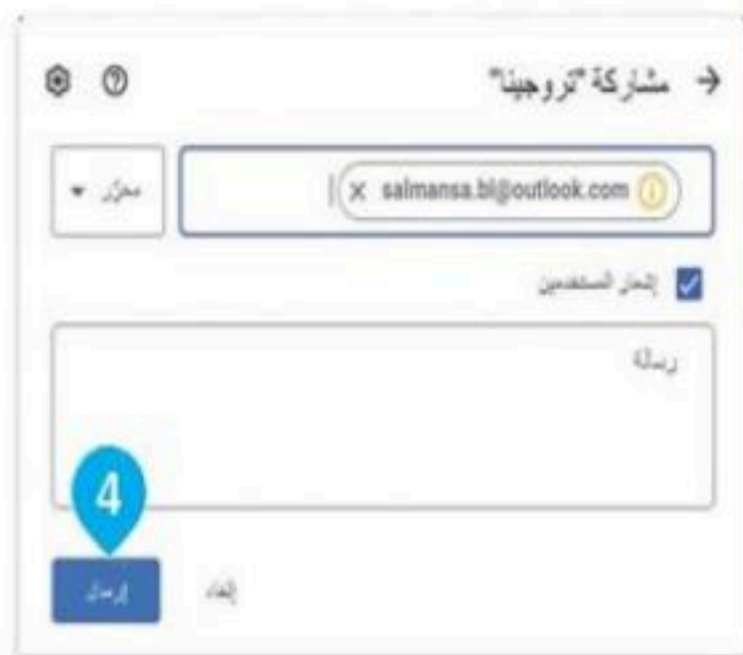 مشاركة "تروجينا"
salmansa.bl@outlook.com
محرّر
إشعار المستخدمين
رسالة
4
إلغاء
إرسال